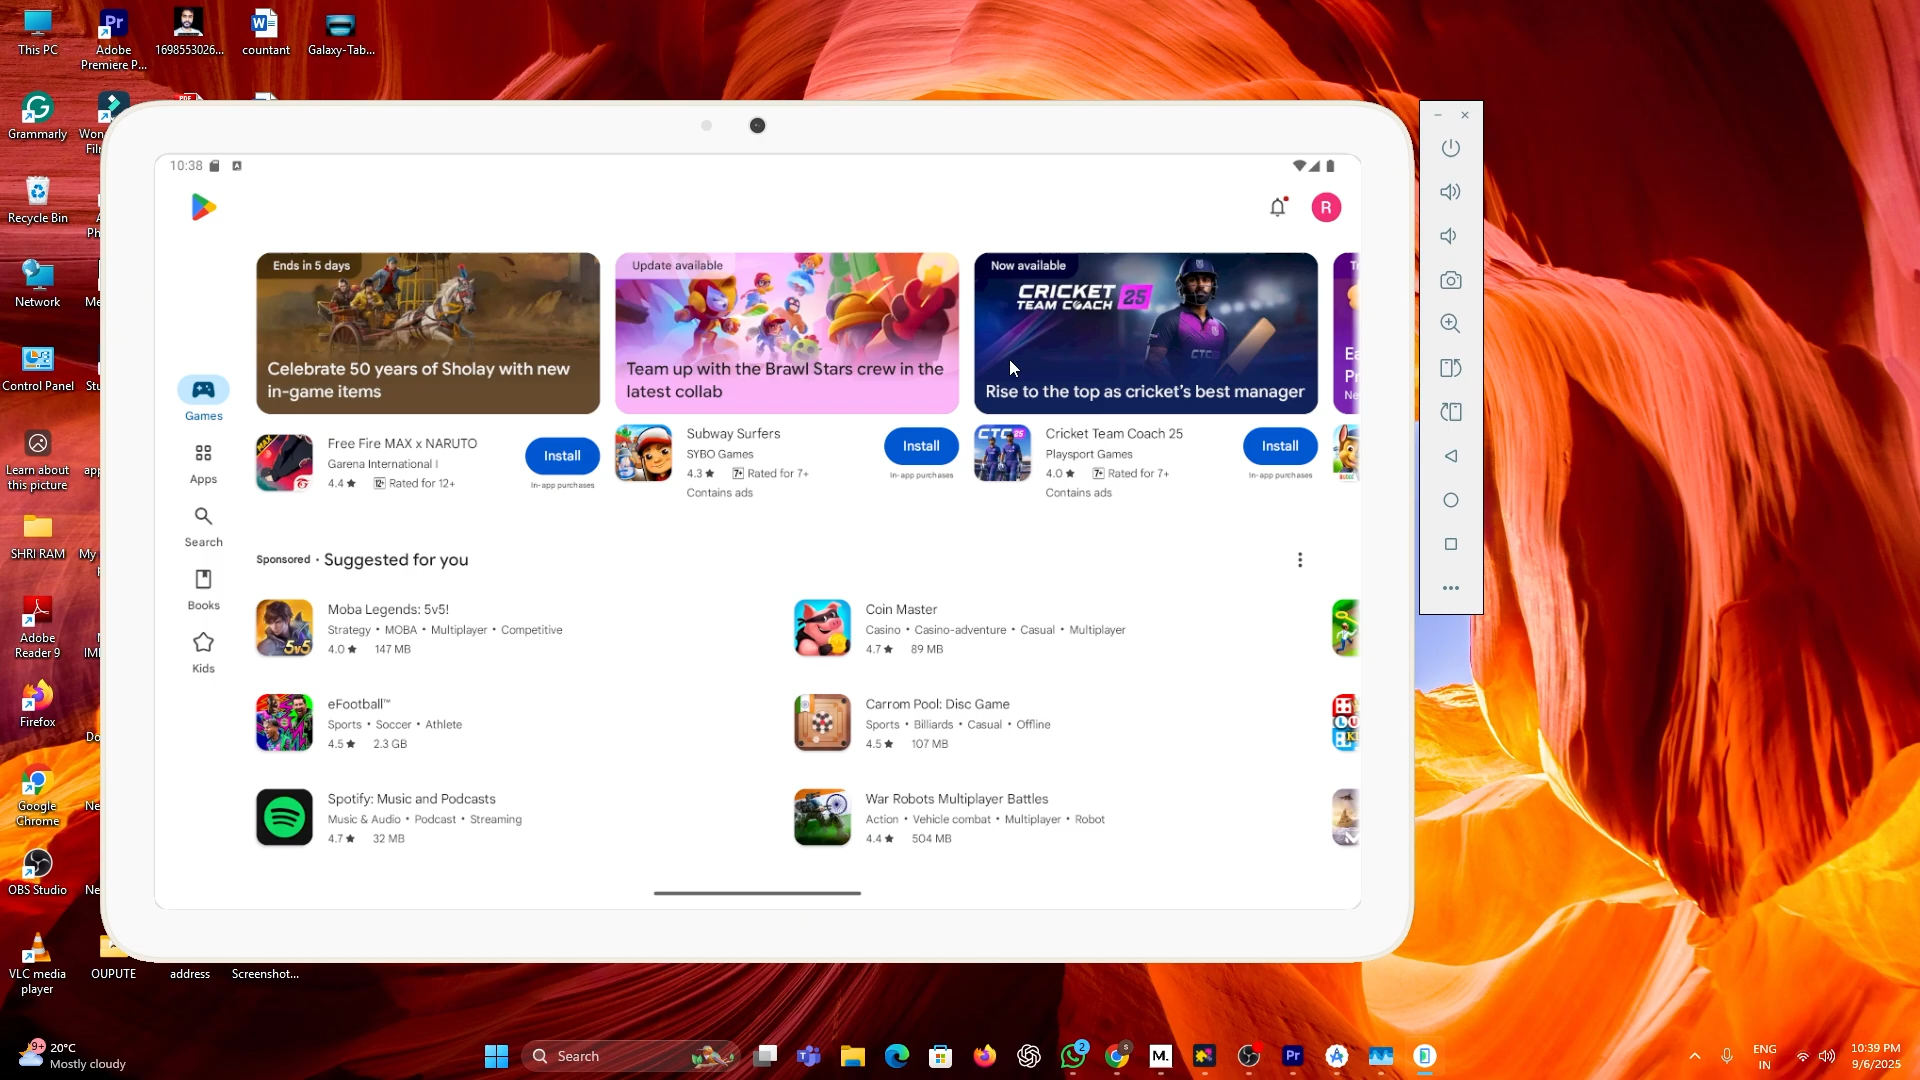 This PC
Adobe
Premiere P...
1698553026...
countant
Galaxy-Tab...
Grammarly
Recycle Bin
Network
Control Panel
Learn about
this picture
SHRI RAM
Adobe
Reader 9
Firefox
Google
Chrome
OBS Studio
VLC media
player
OUPUTE
address
Screenshot...
10:38
R
Ends in 5 days
Celebrate 50 years of Sholay with new
in-game items
Update available
Team up with the Brawl Stars crew in the
latest collab
Now available
CRICKET 25
TEAM COACH
CTC
Rise to the top as cricket's best manager
Games
Apps
Search
Books
Kids
MAX
Free Fire MAX x NARUTO
Garena International I
4.4 ★ 12+ Rated for 12+
Install
In-app purchases
Subway Surfers
SYBO Games
4.3 ★ 7+ Rated for 7+
Contains ads
Install
In-app purchases
CTC 25
Cricket Team Coach 25
Playsport Games
4.0 ★ 7+ Rated for 7+
Contains ads
Install
In-app purchases
Sponsored • Suggested for you
5v5
Moba Legends: 5v5!
Strategy • MOBA • Multiplayer • Competitive
4.0 ★ 147 MB
Coin Master
Casino • Casino-adventure • Casual • Multiplayer
4.7 ★ 89 MB
eFootball™
Sports • Soccer • Athlete
4.5 ★ 2.3 GB
Carrom Pool: Disc Game
Sports • Billiards • Casual • Offline
4.5 ★ 107 MB
Spotify: Music and Podcasts
Music & Audio • Podcast • Streaming
4.7 ★ 32 MB
War Robots Multiplayer Battles
Action • Vehicle combat • Multiplayer • Robot
4.4 ★ 504 MB
9+
20°C
Mostly cloudy
Search
2
M.
Pr
ENG
IN
10:39 PM
9/6/2025